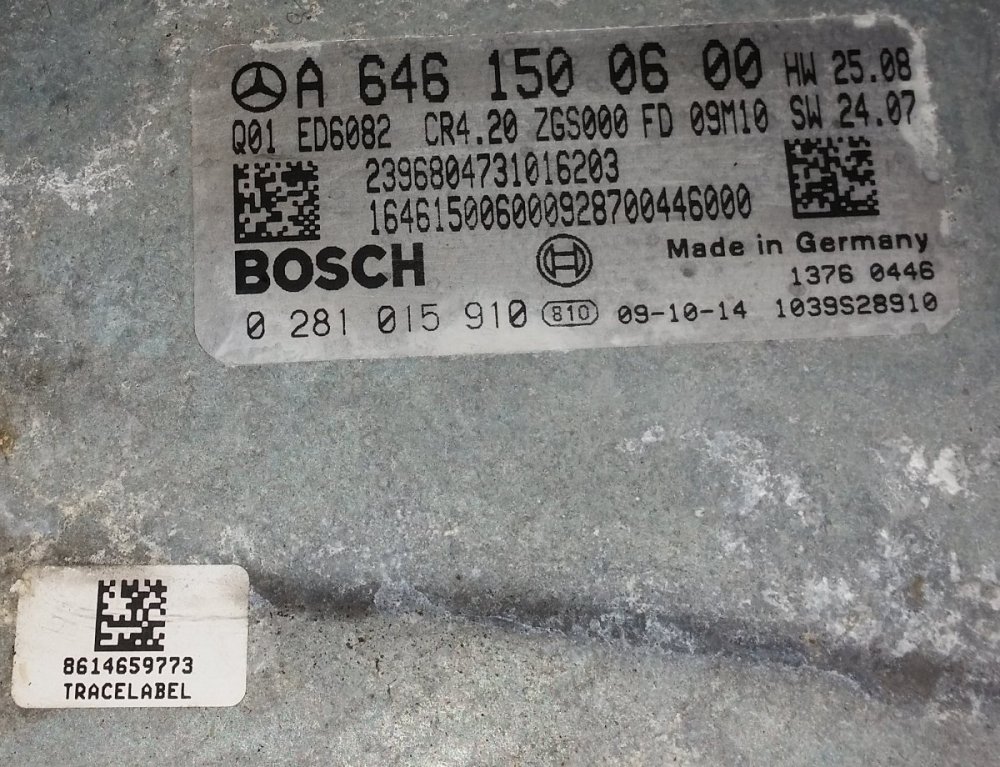 A 646 150 06 00 HW 25.08
Q01 ED6082 CR4.20 ZGS000 FD 09M10 SW 24.07
2396804731016203
1646150060000928700446000
BOSCH Made in Germany
1376 0446
0 281 015 910 810 09-10-14 1039S28910
8614659773
TRACELABEL